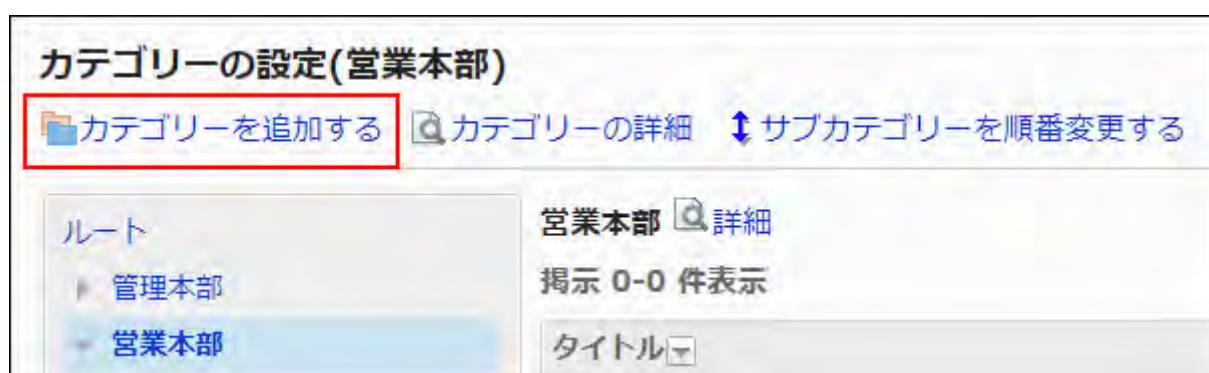 カテゴリーの設定(営業本部)
カテゴリーを追加する カテゴリーの詳細 サブカテゴリーを順番変更する
ルート
管理本部
営業本部
営業本部 詳細
掲示 0-0 件表示
タイトル